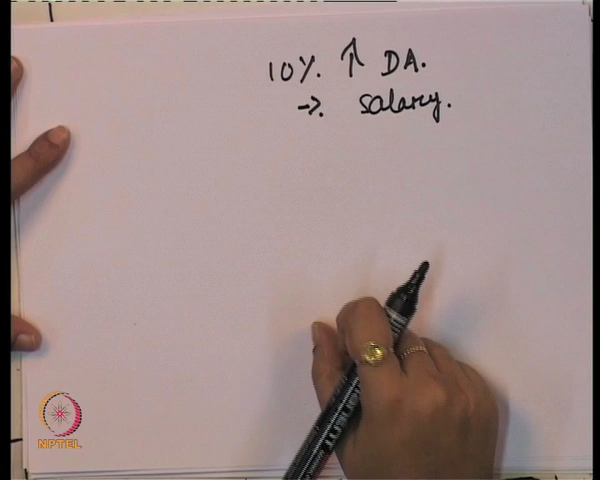 10%. ↑ DA.
→. salary.
NPTEL